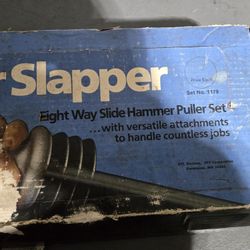 r Slapper
Set No. 1179
Eight Way Slide Hammer Puller Set
...with versatile attachments
to handle countless jobs